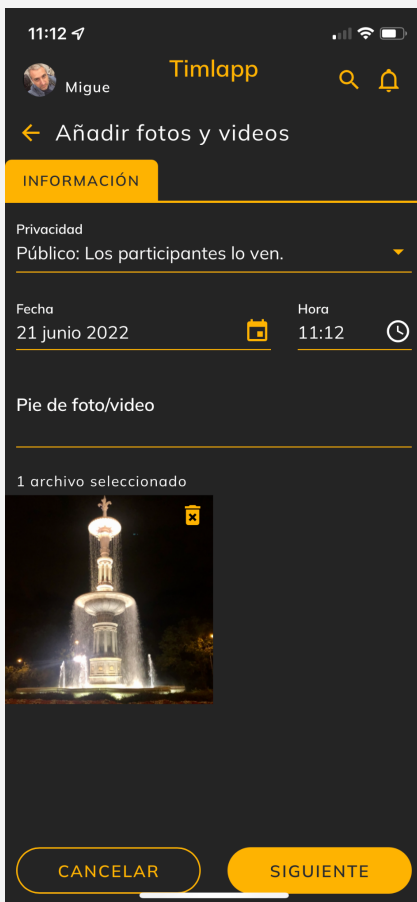 11:12
Timlapp
Migue
Añadir fotos y videos
INFORMACIÓN
Privacidad
Público: Los participantes lo ven.
Fecha
21 junio 2022
Hora
11:12
Pie de foto/video
1 archivo seleccionado
CANCELAR
SIGUIENTE